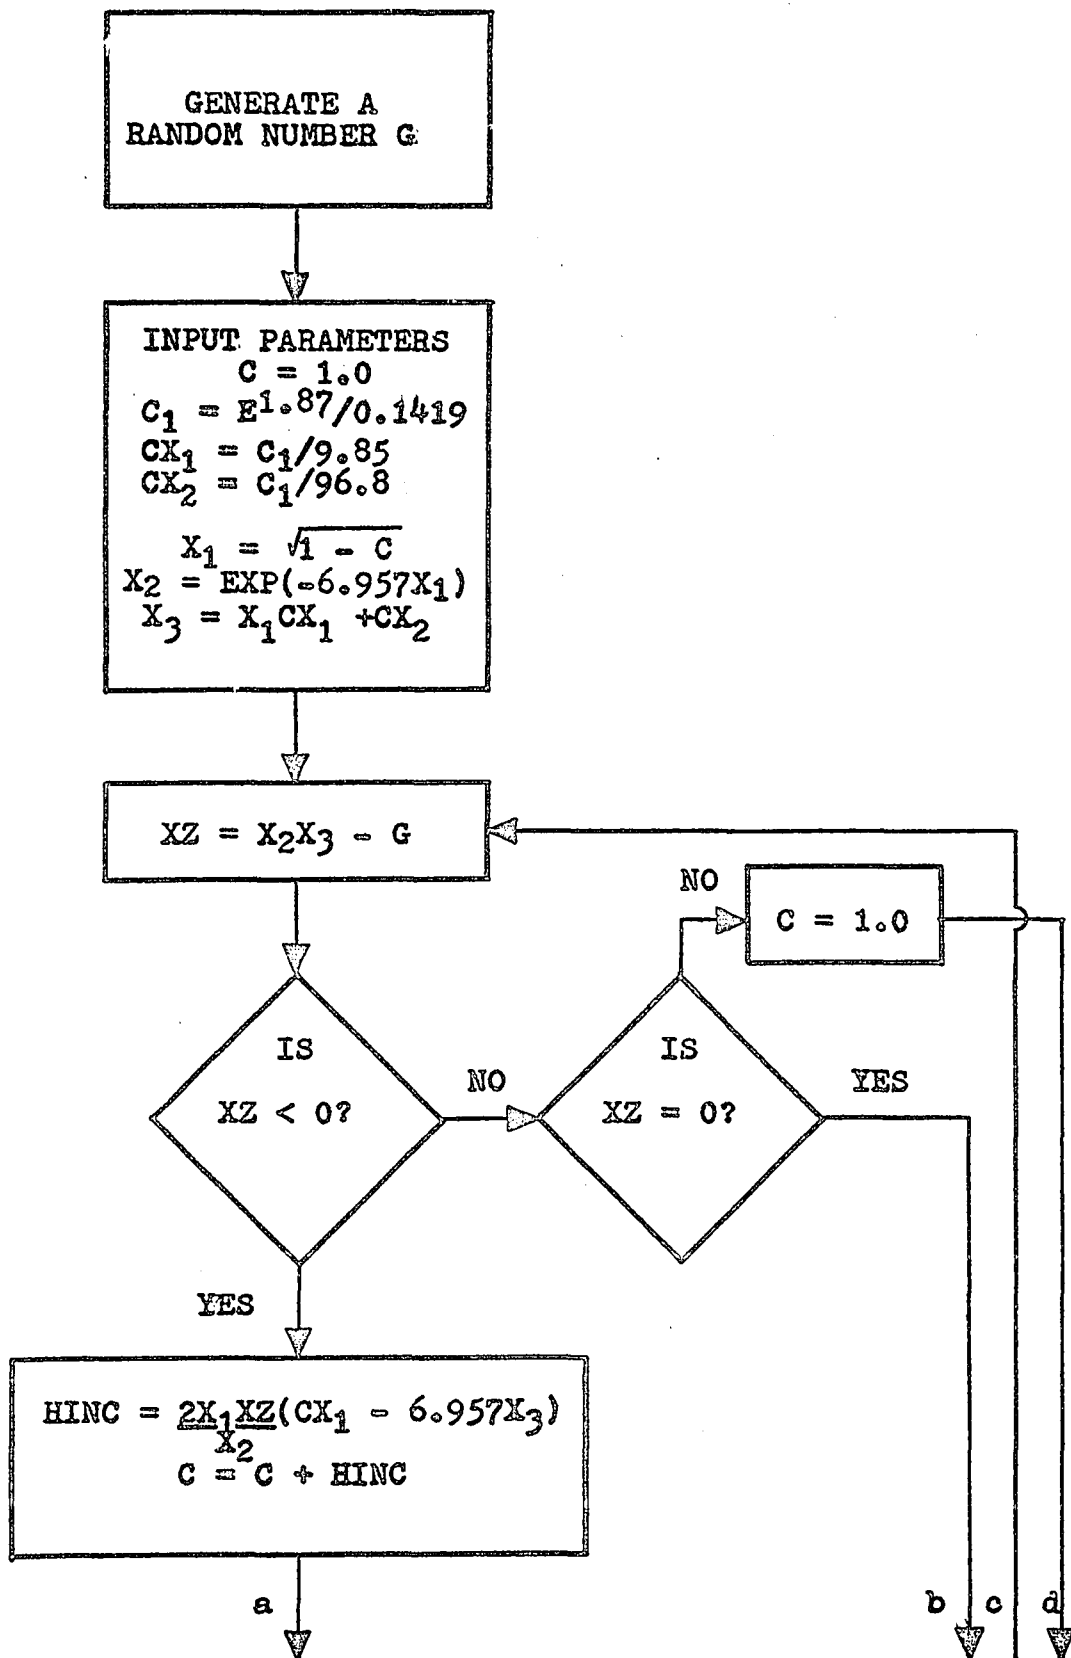 GENERATE A
RANDOM NUMBER G
INPUT PARAMETERS
C = 1.0
C₁ = E¹·⁸⁷/0.1419
CX₁ = C₁/9.85
CX₂ = C₁/96.8
X₁ = √1 - C
X₂ = EXP(-6.957X₁)
X₃ = X₁CX₁ +CX₂
XZ = X₂X₃ - G
NO
C = 1.0
IS
XZ < 0?
NO
IS
XZ = 0?
YES
YES
HINC = 2X₁XZ(CX₁ - 6.957X₃)
X₂
C = C + HINC
a
b
c
d